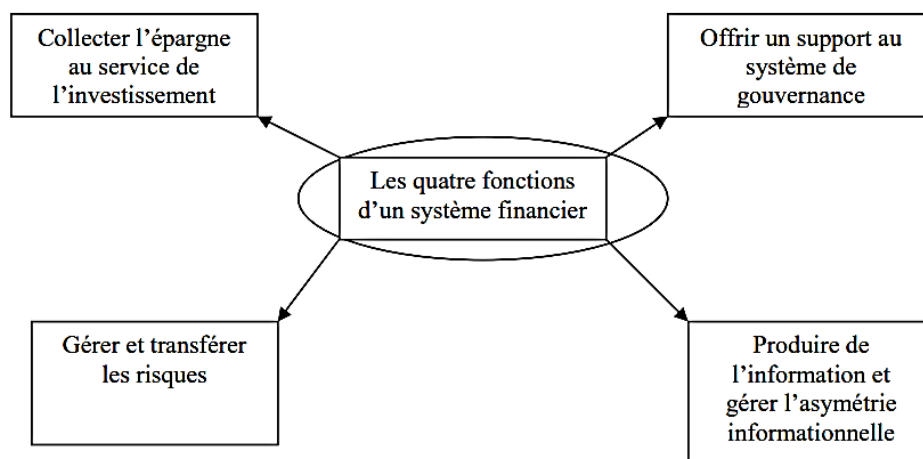 Collecter l’épargne
au service de
l’investissement
Offrir un support au
système de
gouvernance
Les quatre fonctions
d’un système financier
Gérer et transférer
les risques
Produire de
l’information et
gérer l’asymétrie
informationnelle